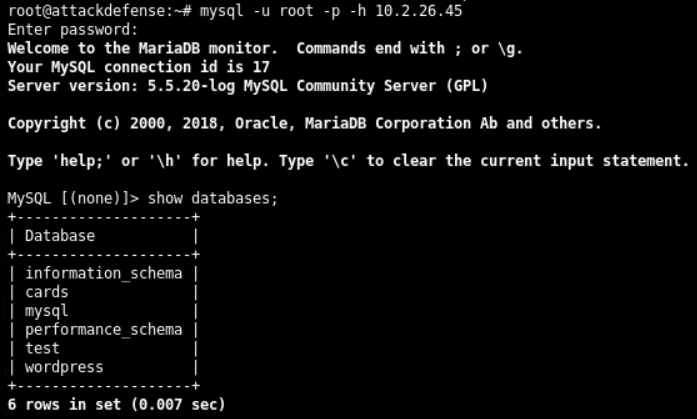 root@attackdefense:~# mysql -u root -p -h 10.2.26.45
Enter password:
Welcome to the MariaDB monitor.  Commands end with ; or \g.
Your MySQL connection id is 17
Server version: 5.5.20-log MySQL Community Server (GPL)
Copyright (c) 2000, 2018, Oracle, MariaDB Corporation Ab and others.
Type 'help;' or '\h' for help. Type '\c' to clear the current input statement.
MySQL [(none)]> show databases;
+--------------------+
| Database           |
+--------------------+
| information_schema |
| cards              |
| mysql              |
| performance_schema |
| test               |
| wordpress          |
+--------------------+
6 rows in set (0.007 sec)